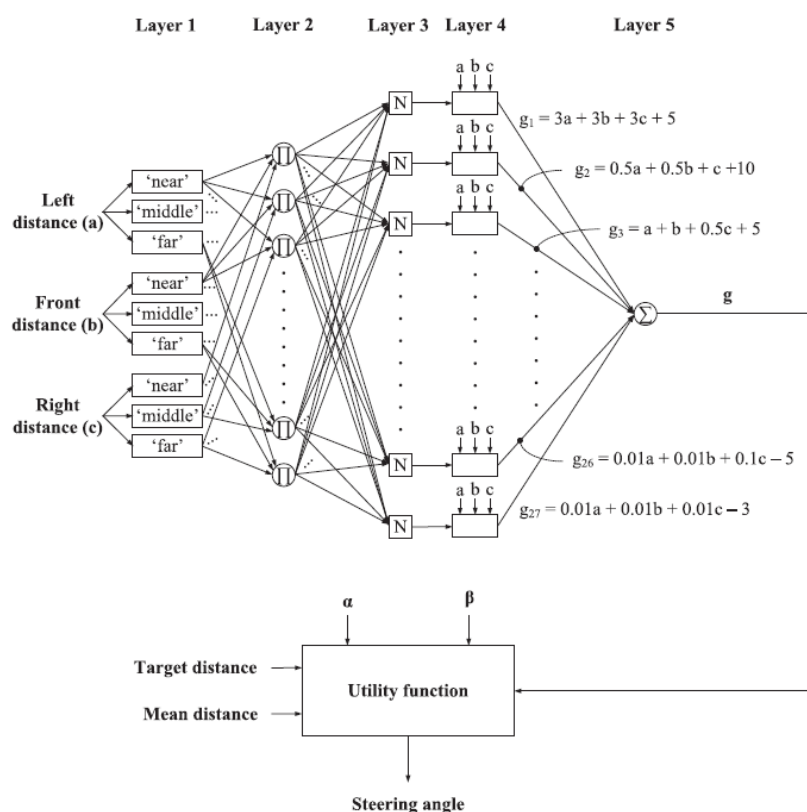 Layer 1 Layer 2 Layer 3 Layer 4 Layer 5
a b c
N
g₁ = 3a + 3b + 3c + 5
a b c
∏ N
g₂ = 0.5a + 0.5b + c +10
'near'
a b c
Left distance (a)
'middle' ...
∏ N
g₃ = a + b + 0.5c + 5
'far'
∏
'near'
Front distance (b)
'middle' ...
g
Σ
'far'
'near'
Right distance (c)
'middle'
∏
a b c
'far'
N
g₂₆ = 0.01a + 0.01b + 0.1c – 5
∏
a b c
g₂₇ = 0.01a + 0.01b + 0.01c – 3
N
α β
Target distance
Utility function
Mean distance
Steering angle